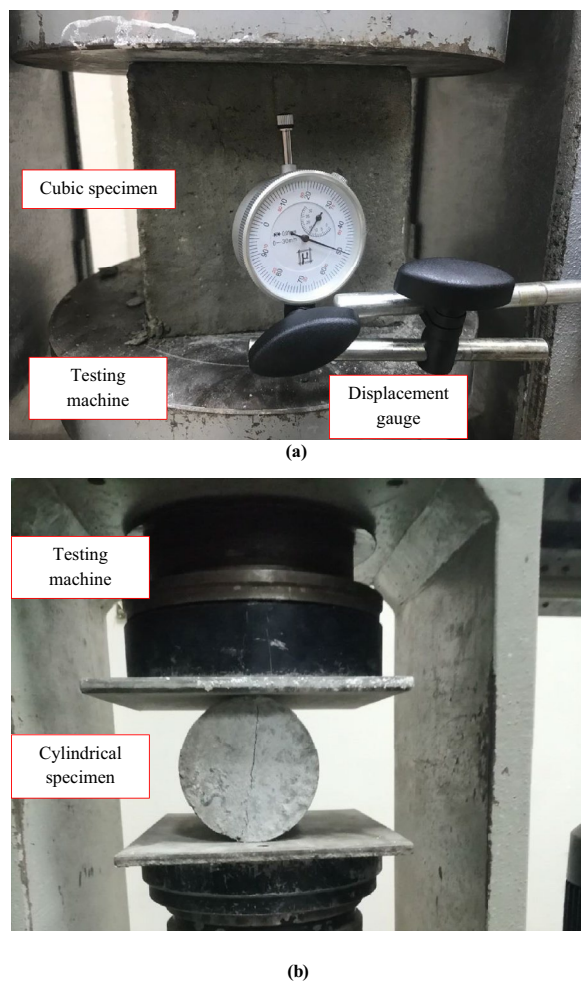 Cubic specimen
Testing
machine
Displacement
gauge
(a)
Testing
machine
Cylindrical
specimen
(b)